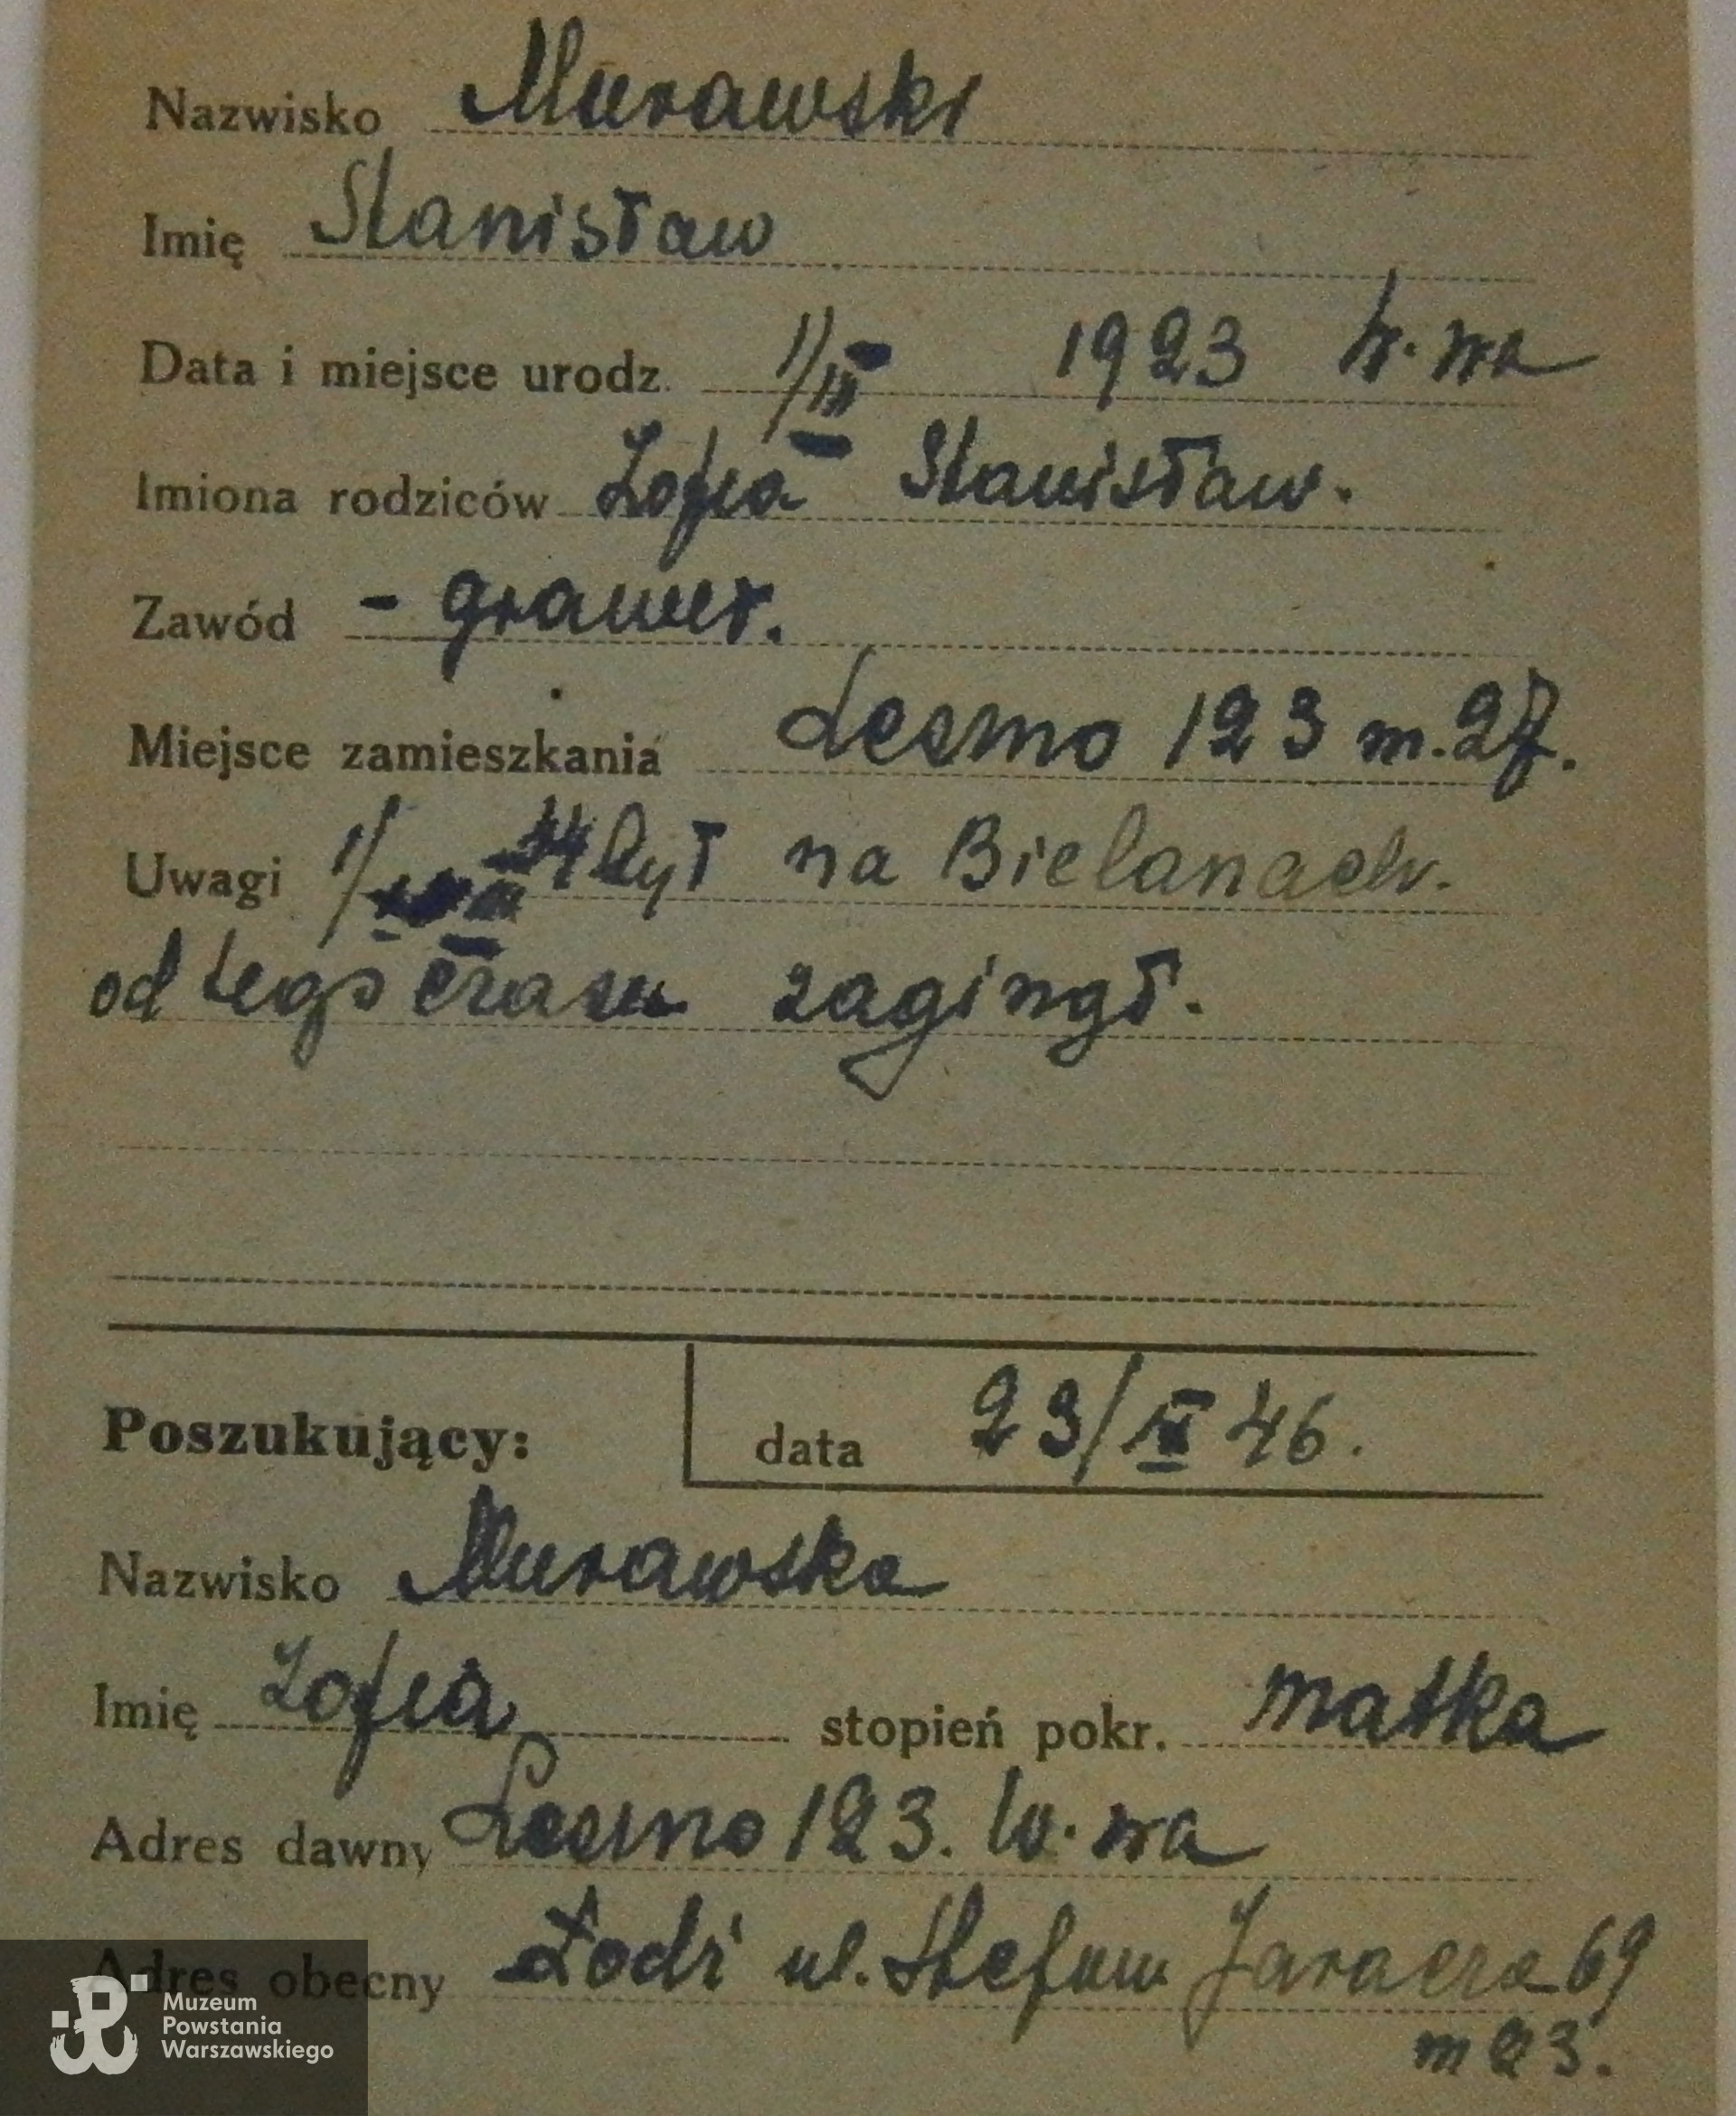 Nazwisko Murawski
Imię Stanisław
Data i miejsce urodz. 1/III 1923 W.wa
Imiona rodziców Zofia Stanisław.
Zawód - grawer.
Miejsce zamieszkania Leszno 123 m. 27.
Uwagi 1/ 44 był na Bielanach.
od tego czasu zaginął.
Poszukujący: data 23/ 46.
Nazwisko Murawska
Imię Zofia stopień pokr. matka
Adres dawny Leszno 123. W.wa
Adres obecny Łódź ul. Stefana Jaracza 69
m 23.
Muzeum
Powstania
Warszawskiego